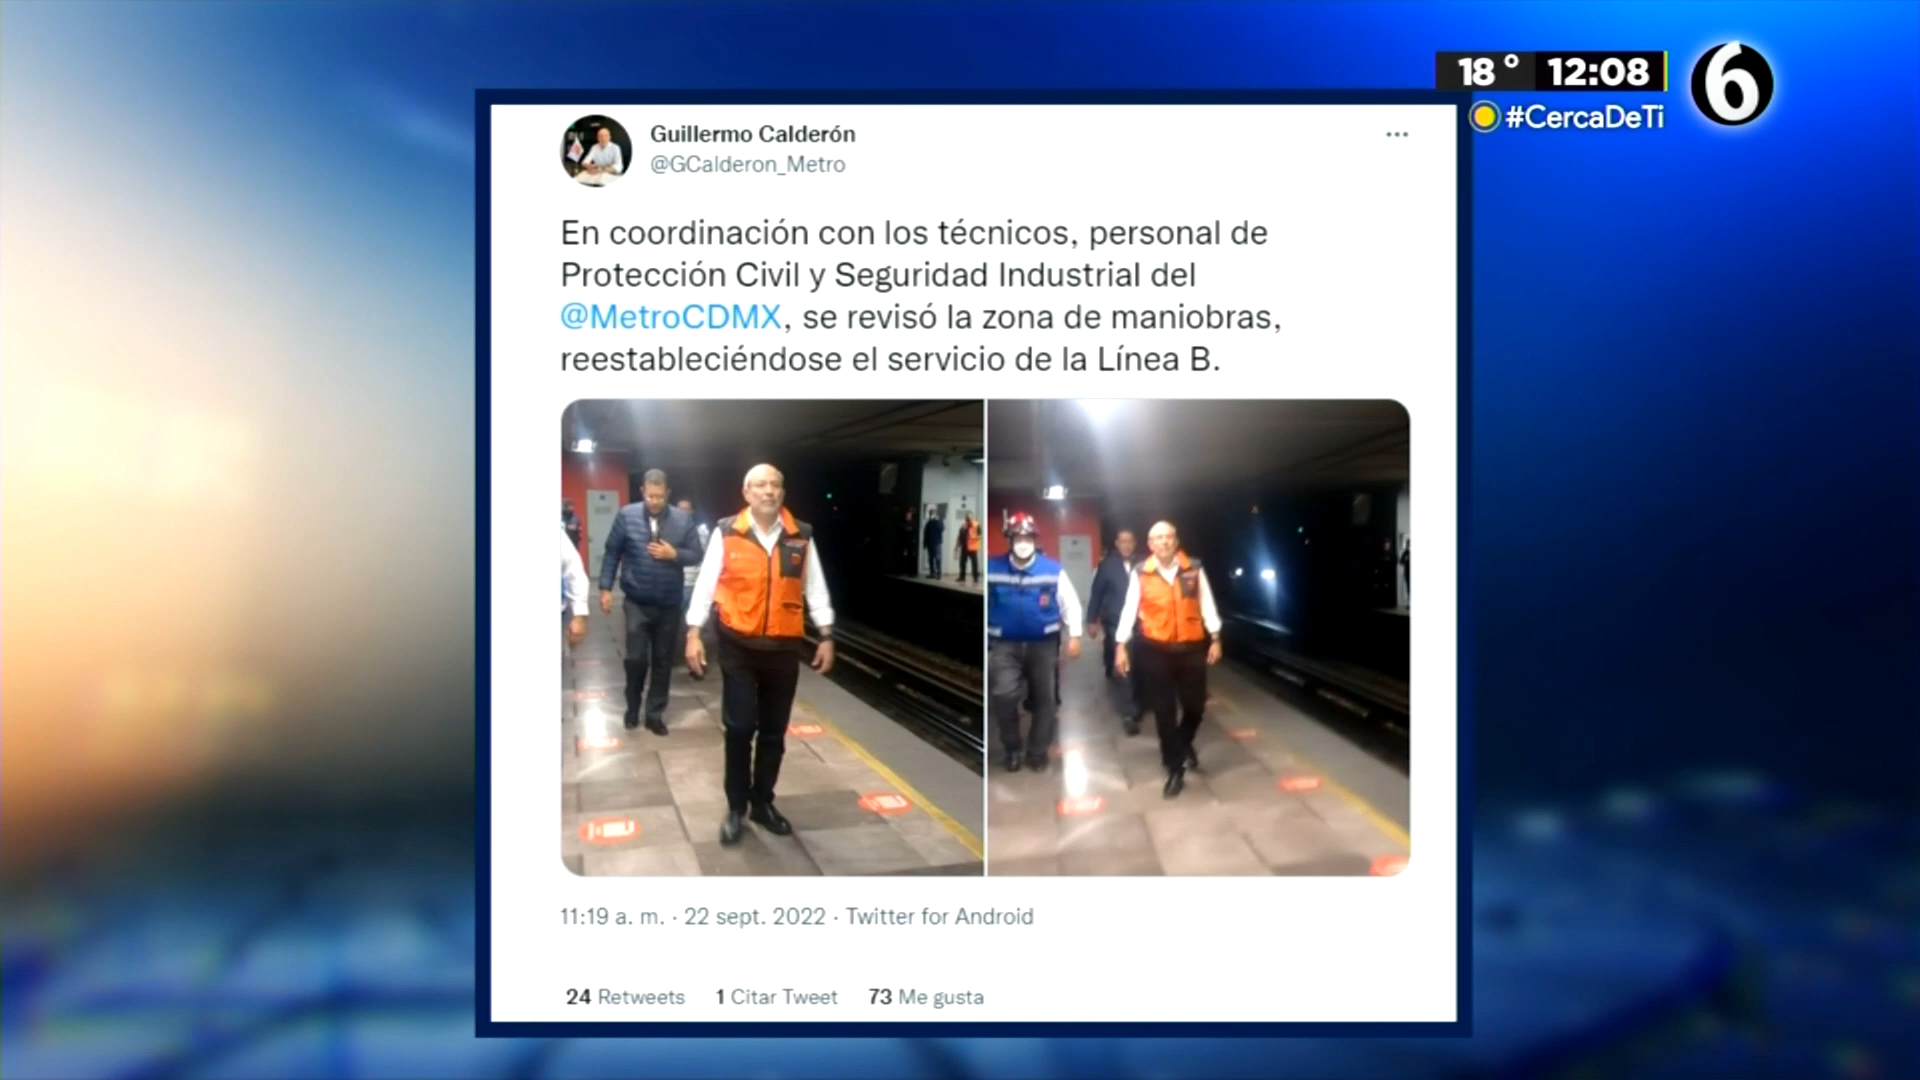 18° 12:08
6
#CercaDeTi
Guillermo Calderón
@GCalderon_Metro
En coordinación con los técnicos, personal de
Protección Civil y Seguridad Industrial del
@MetroCDMX, se revisó la zona de maniobras,
reestableciéndose el servicio de la Línea B.
11:19 a. m. · 22 sept. 2022 · Twitter for Android
24 Retweets 1 Citar Tweet 73 Me gusta